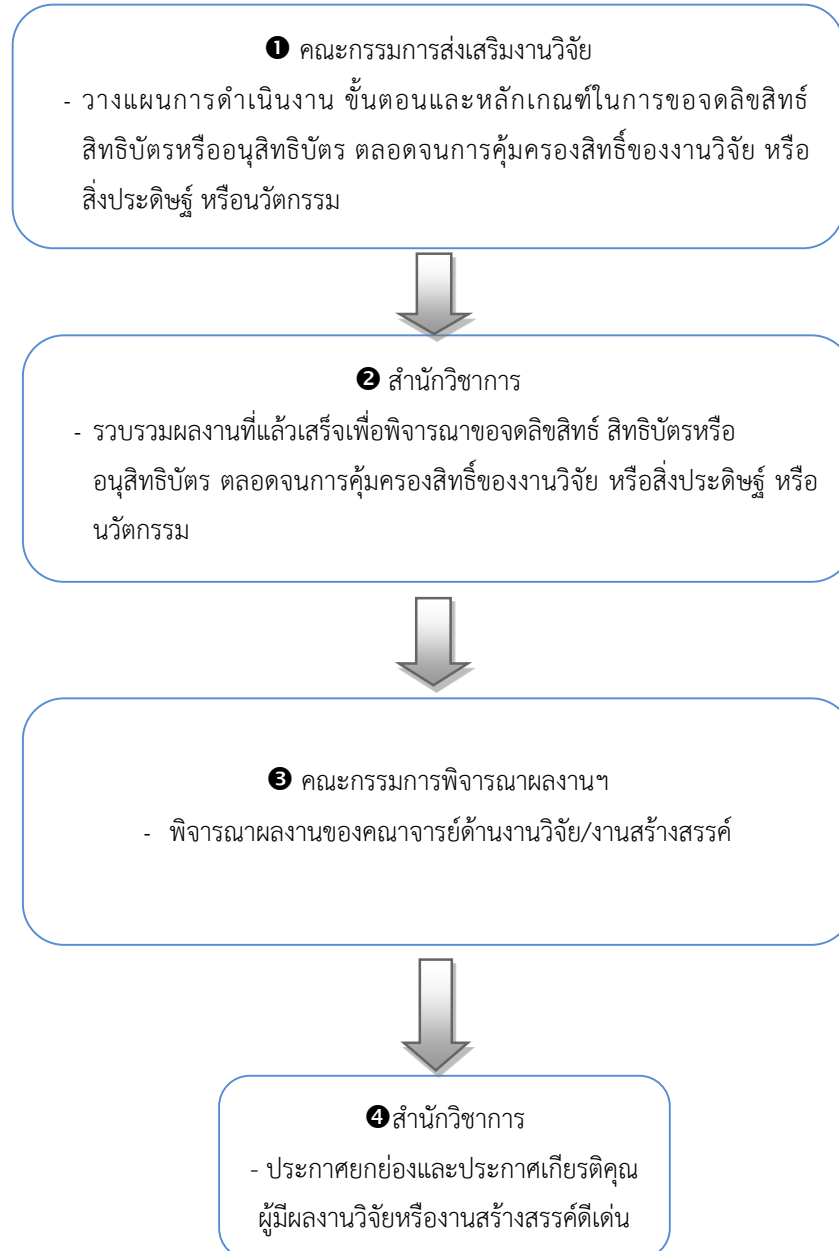 ❶ คณะกรรมการส่งเสริมงานวิจัย
- วางแผนการดำเนินงาน ขั้นตอนและหลักเกณฑ์ในการขอจดลิขสิทธ์
สิทธิบัตรหรืออนุสิทธิบัตร ตลอดจนการคุ้มครองสิทธิ์ของงานวิจัย หรือ
สิ่งประดิษฐ์ หรือนวัตกรรม
❷ สำนักวิชาการ
- รวบรวมผลงานที่แล้วเสร็จเพื่อพิจารณาขอจดลิขสิทธ์ สิทธิบัตรหรือ
อนุสิทธิบัตร ตลอดจนการคุ้มครองสิทธิ์ของงานวิจัย หรือสิ่งประดิษฐ์ หรือ
นวัตกรรม
❸ คณะกรรมการพิจารณาผลงานฯ
- พิจารณาผลงานของคณาจารย์ด้านงานวิจัย/งานสร้างสรรค์
❹สำนักวิชาการ
- ประกาศยกย่องและประกาศเกียรติคุณ
ผู้มีผลงานวิจัยหรืองานสร้างสรรค์ดีเด่น